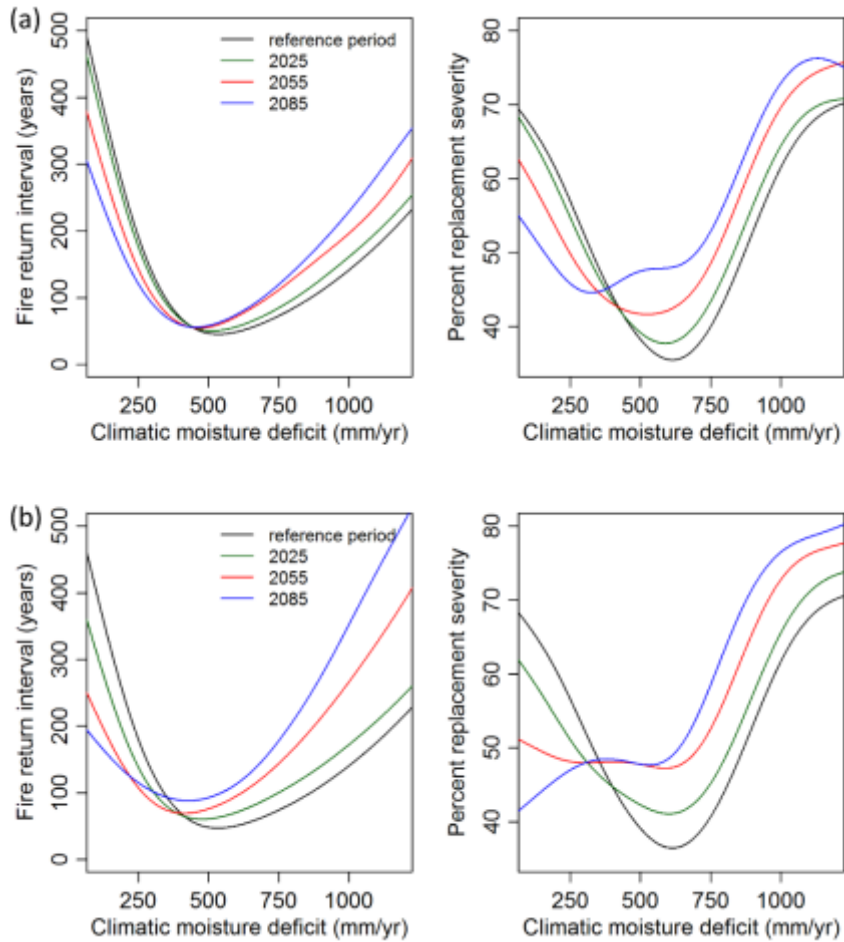 (a)
Fire return interval (years)
500
400
300
200
100
0
reference period
2025
2055
2085
250 500 750 1000
Climatic moisture deficit (mm/yr)
Percent replacement severity
80
70
60
50
40
250 500 750 1000
Climatic moisture deficit (mm/yr)
(b)
Fire return interval (years)
500
400
300
200
100
0
reference period
2025
2055
2085
250 500 750 1000
Climatic moisture deficit (mm/yr)
Percent replacement severity
80
70
60
50
40
250 500 750 1000
Climatic moisture deficit (mm/yr)